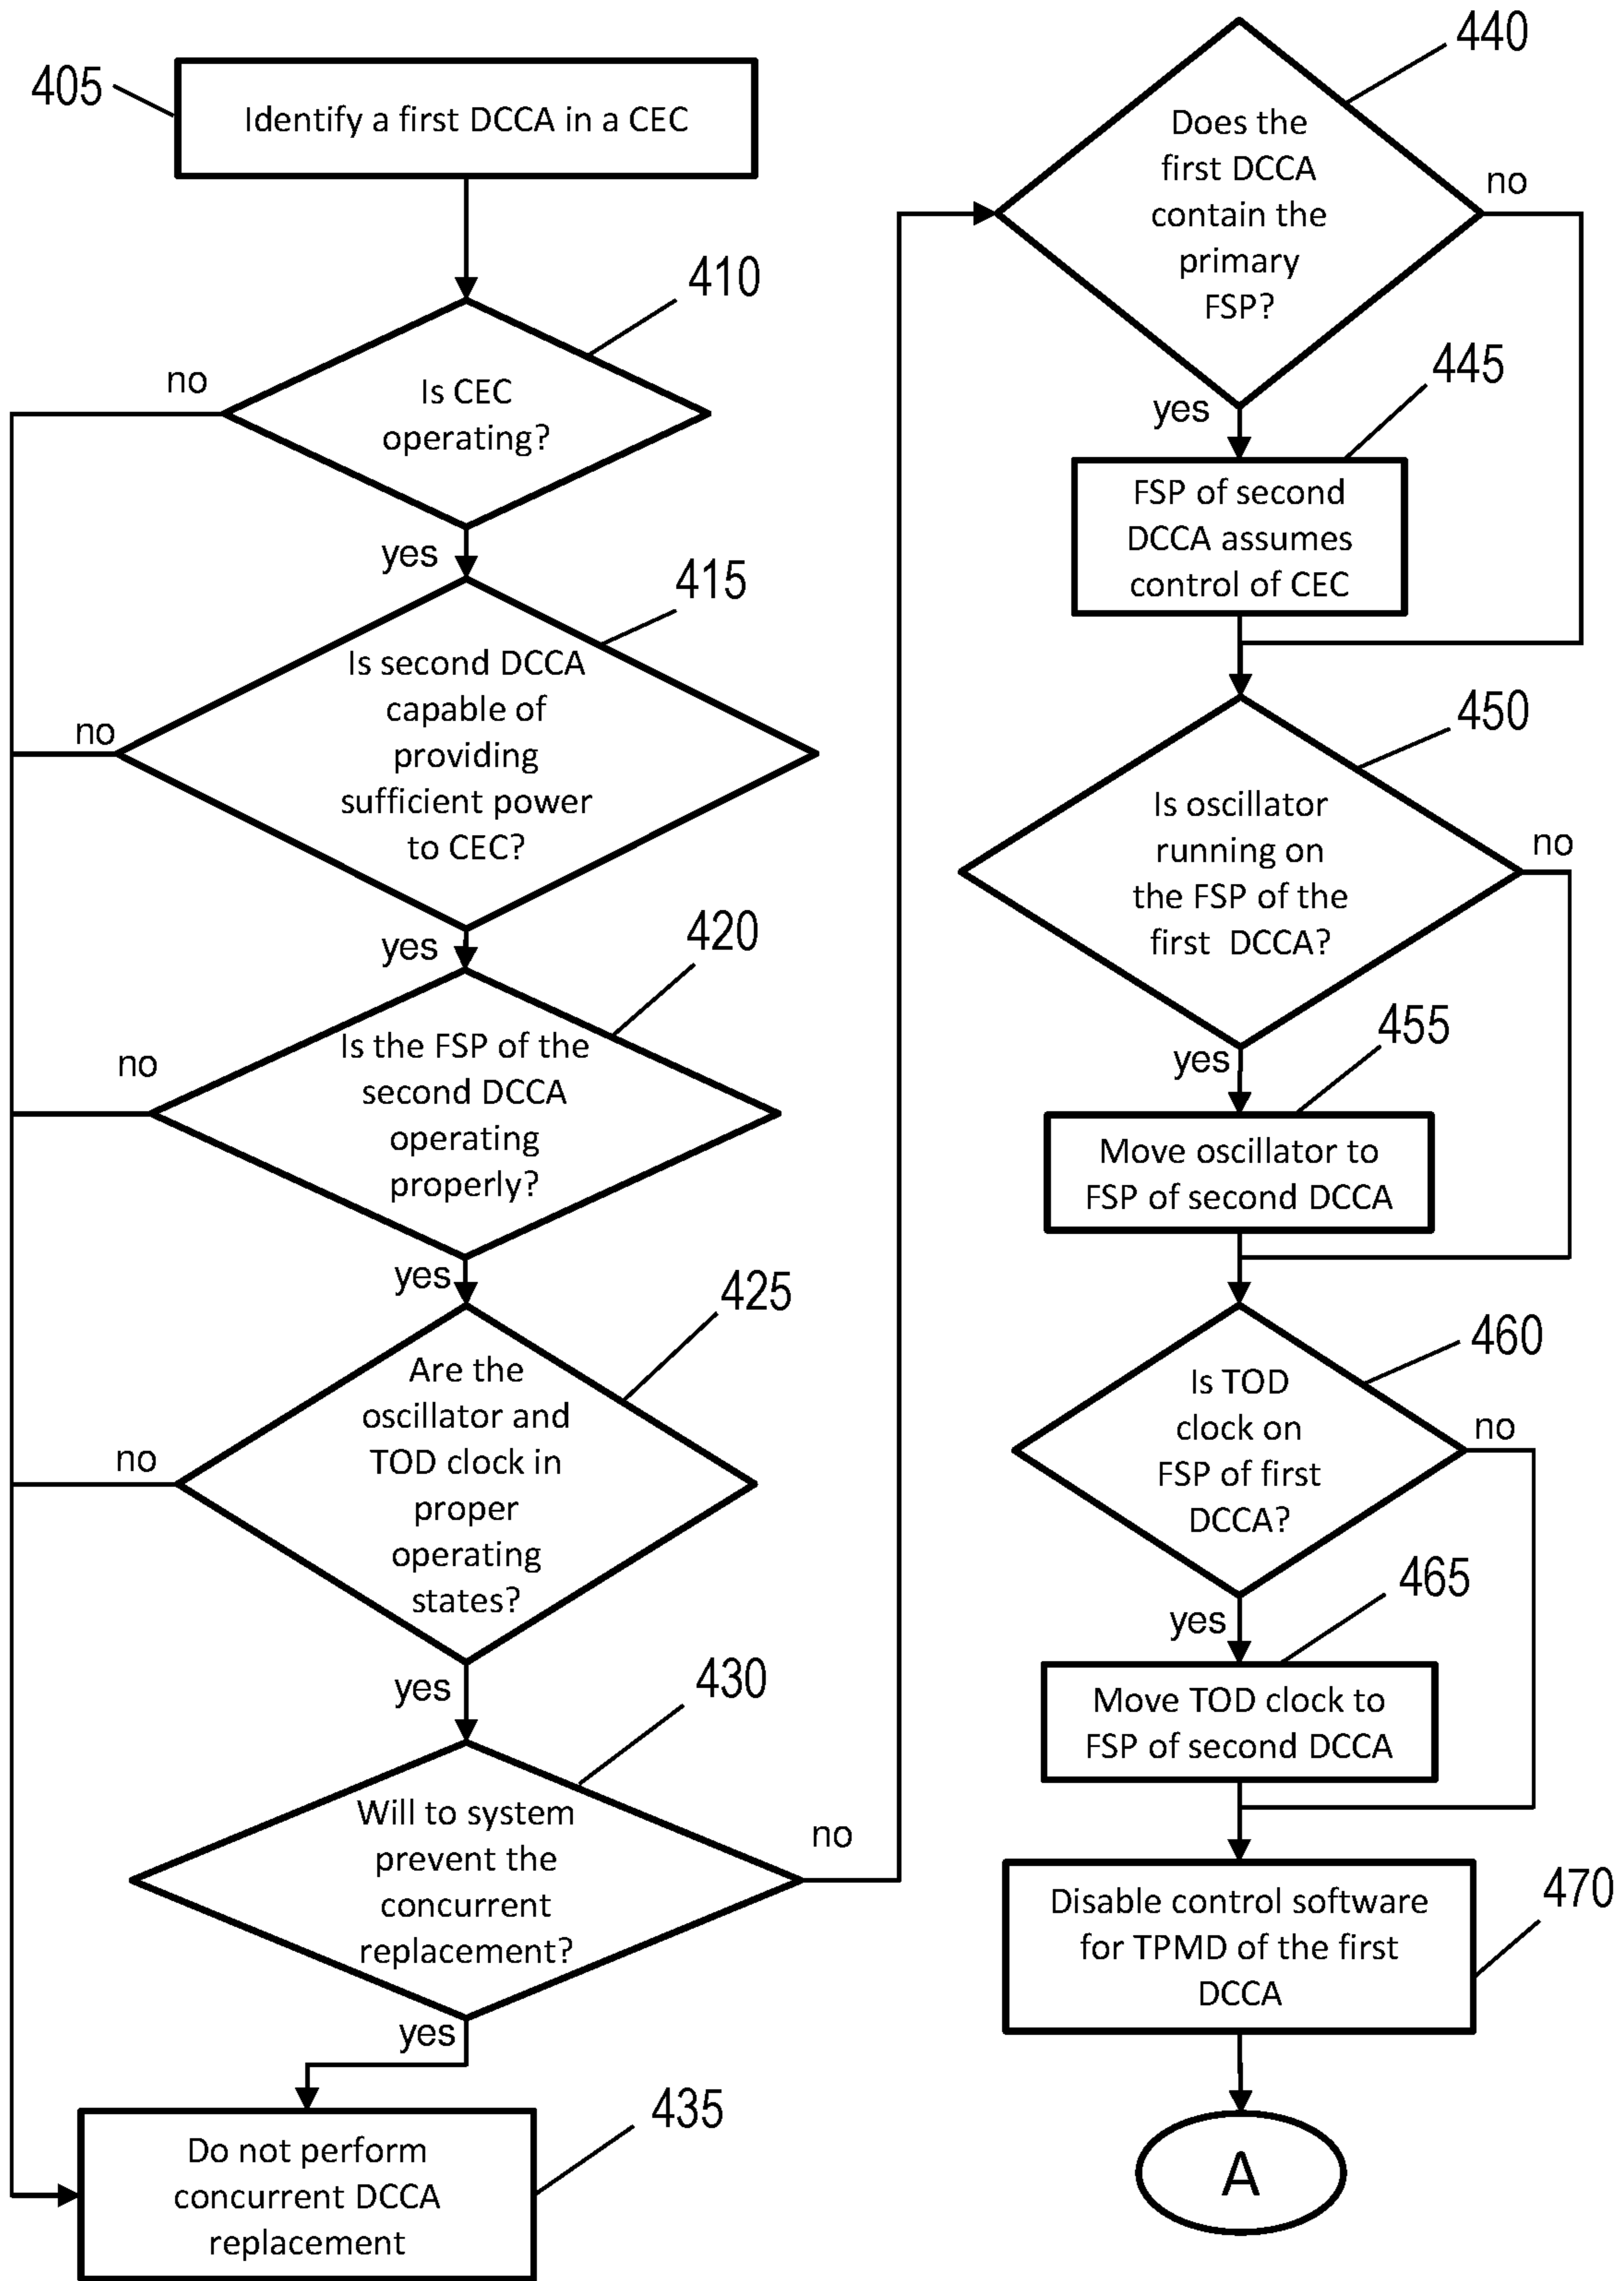 405
Identify a first DCCA in a CEC
410
no
Is CEC
operating?
yes
415
Is second DCCA
capable of
providing
sufficient power
to CEC?
no
yes
420
Is the FSP of the
second DCCA
operating
properly?
no
yes
425
Are the
oscillator and
TOD clock in
proper
operating
states?
no
yes
430
Will to system
prevent the
concurrent
replacement?
no
yes
435
Do not perform
concurrent DCCA
replacement
440
Does the
first DCCA
contain the
primary
FSP?
no
yes
445
FSP of second
DCCA assumes
control of CEC
450
Is oscillator
running on
the FSP of the
first DCCA?
no
yes
455
Move oscillator to
FSP of second DCCA
460
Is TOD
clock on
FSP of first
DCCA?
no
yes
465
Move TOD clock to
FSP of second DCCA
470
Disable control software
for TPMD of the first
DCCA
A